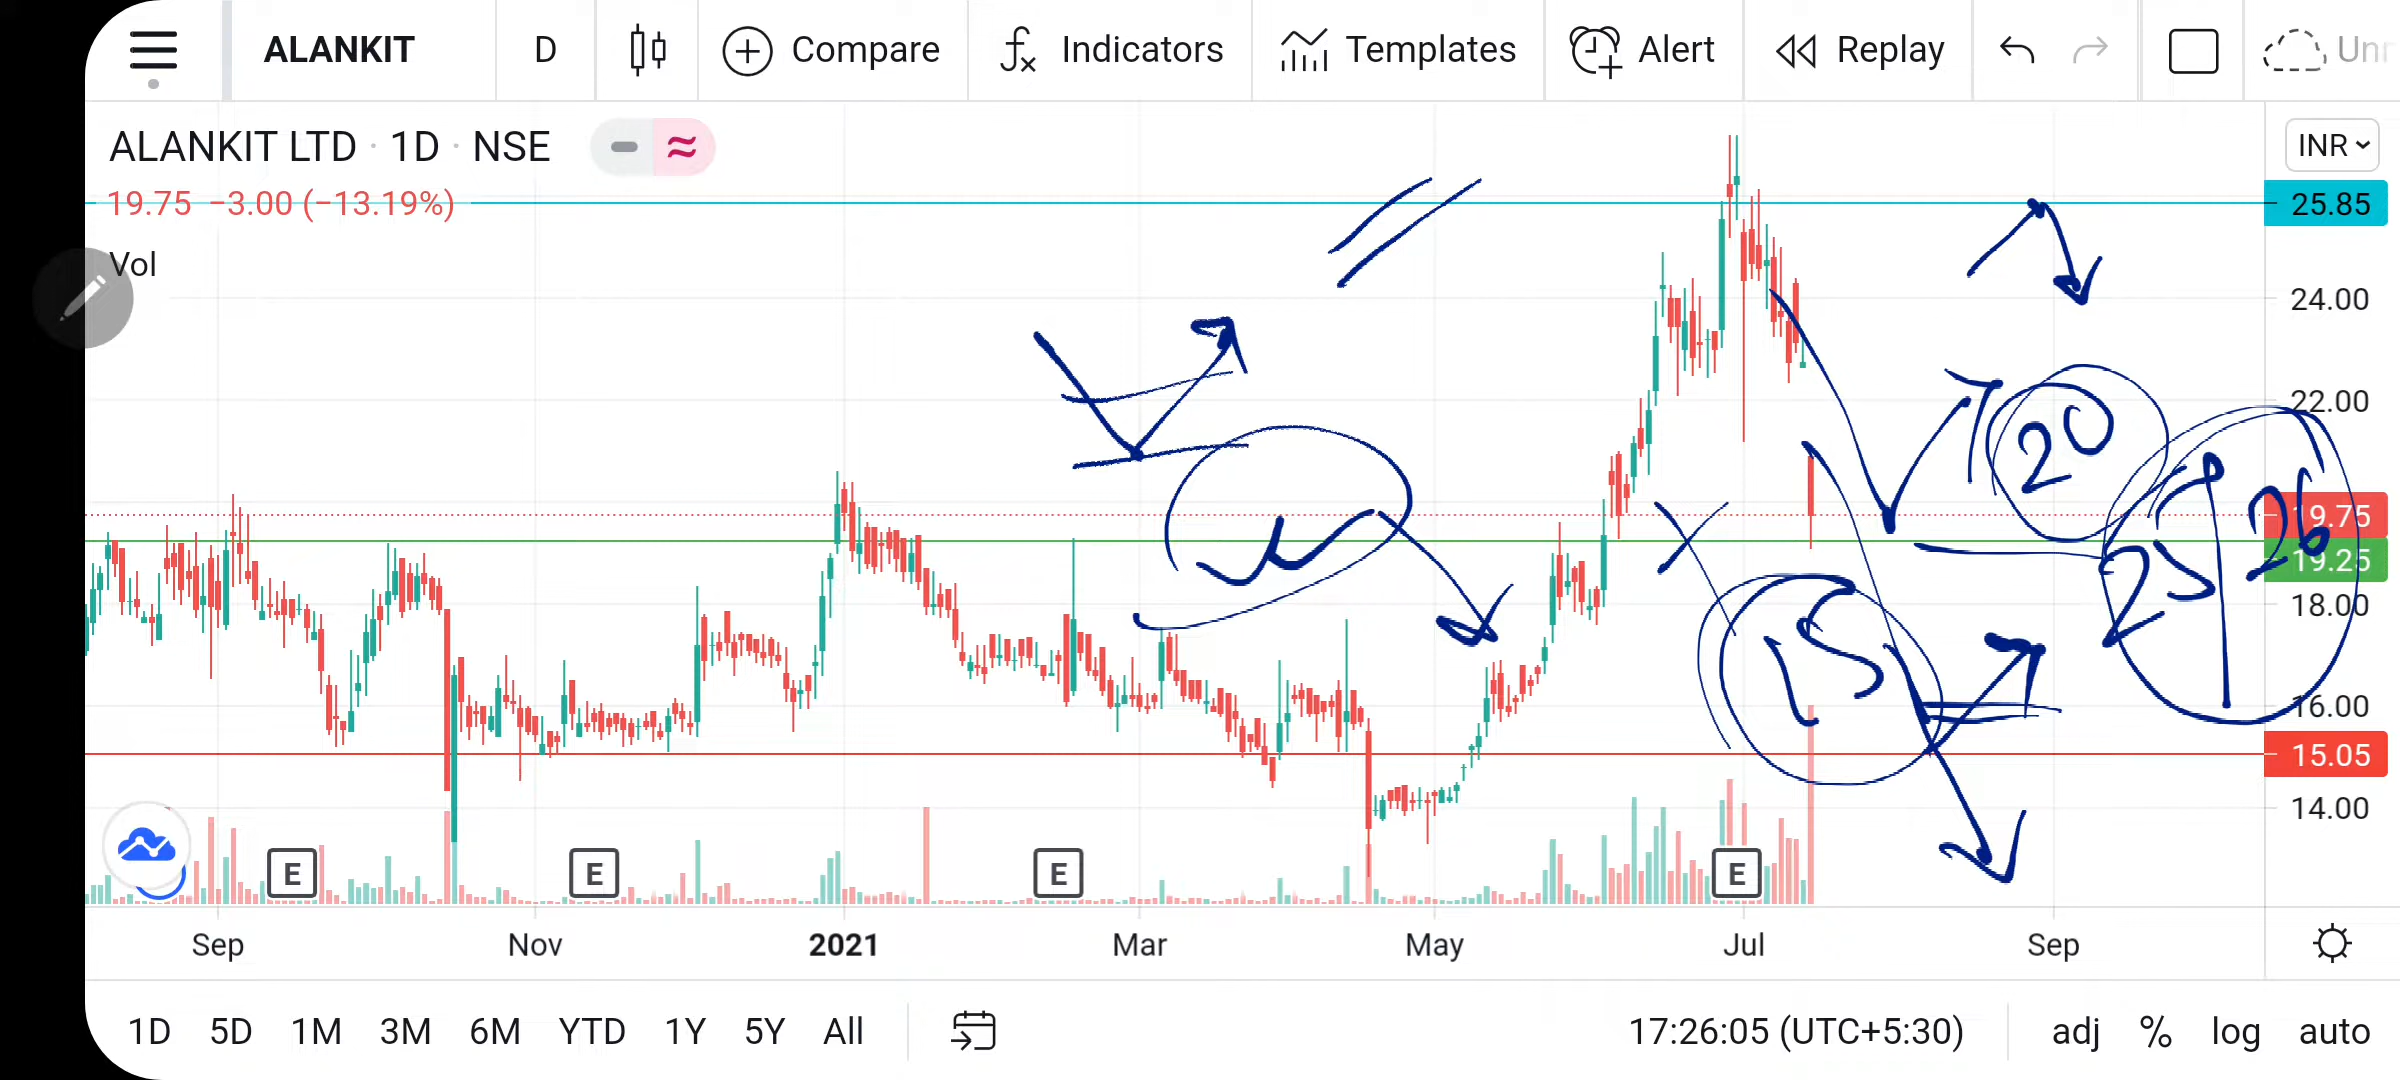 ALANKIT D Compare Indicators Templates Alert Replay
ALANKIT LTD · 1D · NSE INR
19.75 −3.00 (−13.19%) 25.85
Vol
24.00
22.00
20
19.75
25 26
19.25
18.00
15
16.00
15.05
14.00
E E E E
Sep Nov 2021 Mar May Jul Sep
1D 5D 1M 3M 6M YTD 1Y 5Y All 17:26:05 (UTC+5:30) adj % log auto